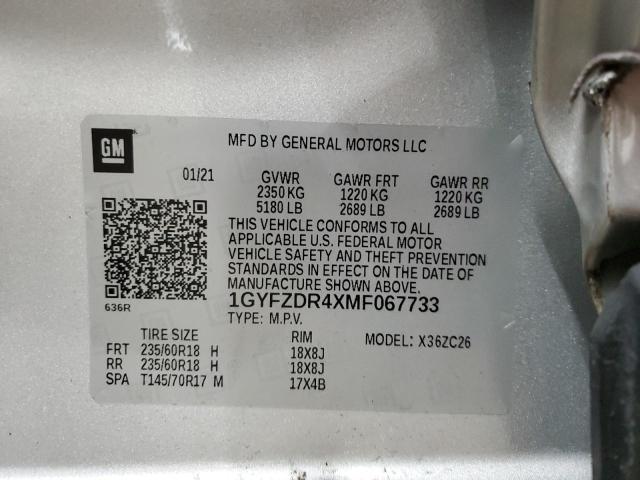 GM
MFD BY GENERAL MOTORS LLC
01/21 GVWR GAWR FRT GAWR RR
2350 KG 1220 KG 1220 KG
5180 LB 2689 LB 2689 LB
THIS VEHICLE CONFORMS TO ALL
APPLICABLE U.S. FEDERAL MOTOR
VEHICLE SAFETY AND THEFT PREVENTION
STANDARDS IN EFFECT ON THE DATE OF
MANUFACTURE SHOWN ABOVE.
636R
1GYFZDR4XMF067733
TYPE: M.P.V.
TIRE SIZE RIM MODEL: X36ZC26
FRT 235/60R18 H 18X8J
RR 235/60R18 H 18X8J
SPA T145/70R17 M 17X4B